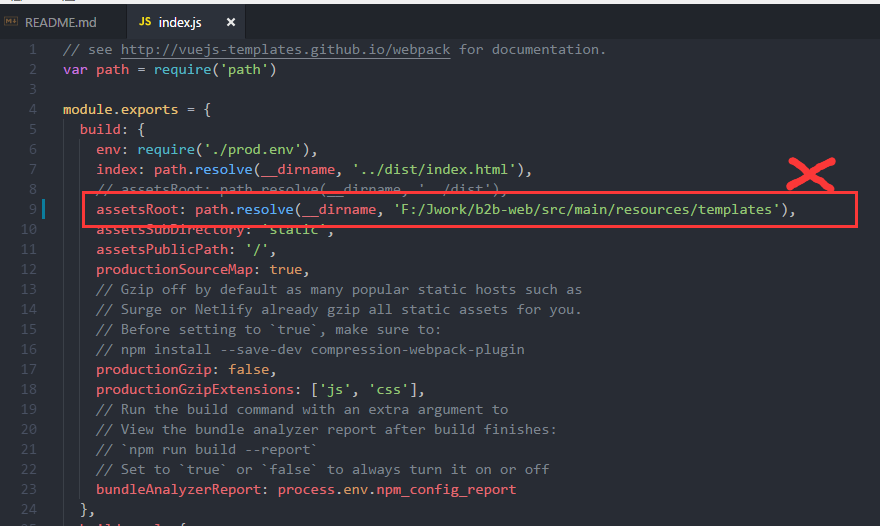 README.md
JS index.js ×
1 // see http://vuejs-templates.github.io/webpack for documentation.
2 var path = require('path')
3
4 module.exports = {
5 build: {
6 env: require('./prod.env'),
7 index: path.resolve(__dirname, '../dist/index.html'),
8 // assetsRoot: path.resolve(__dirname, '../dist'),
9 assetsRoot: path.resolve(__dirname, 'F:/Jwork/b2b-web/src/main/resources/templates'),
10 assetsSubDirectory: 'static',
11 assetsPublicPath: '/',
12 productionSourceMap: true,
13 // Gzip off by default as many popular static hosts such as
14 // Surge or Netlify already gzip all static assets for you.
15 // Before setting to `true`, make sure to:
16 // npm install --save-dev compression-webpack-plugin
17 productionGzip: false,
18 productionGzipExtensions: ['js', 'css'],
19 // Run the build command with an extra argument to
20 // View the bundle analyzer report after build finishes:
21 // `npm run build --report`
22 // Set to `true` or `false` to always turn it on or off
23 bundleAnalyzerReport: process.env.npm_config_report
24 },